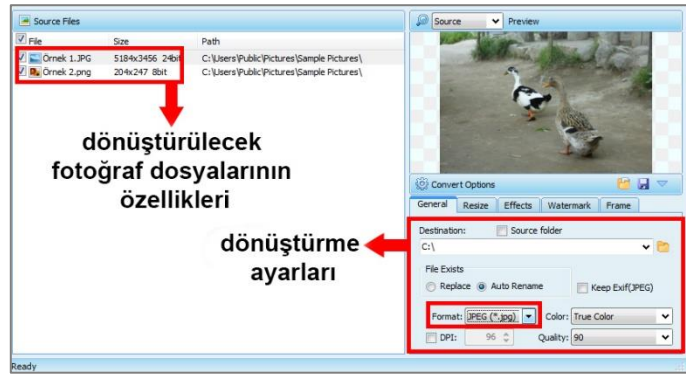 Source Files
File Size Path
Örnek 1.JPG 5184x3456 24bit C:\Users\Public\Pictures\Sample Pictures\
Örnek 2.png 204x247 8bit C:\Users\Public\Pictures\Sample Pictures\
dönüştürülecek
fotoğraf dosyalarının
özellikleri
dönüştürme
ayarları
Source Preview
Convert Options
General Resize Effects Watermark Frame
Destination: Source folder
C:\
File Exists
Replace Auto Rename Keep Exif(JPEG)
Format: JPEG (*.jpg) Color: True Color
DPI: 96 Quality: 90
Ready